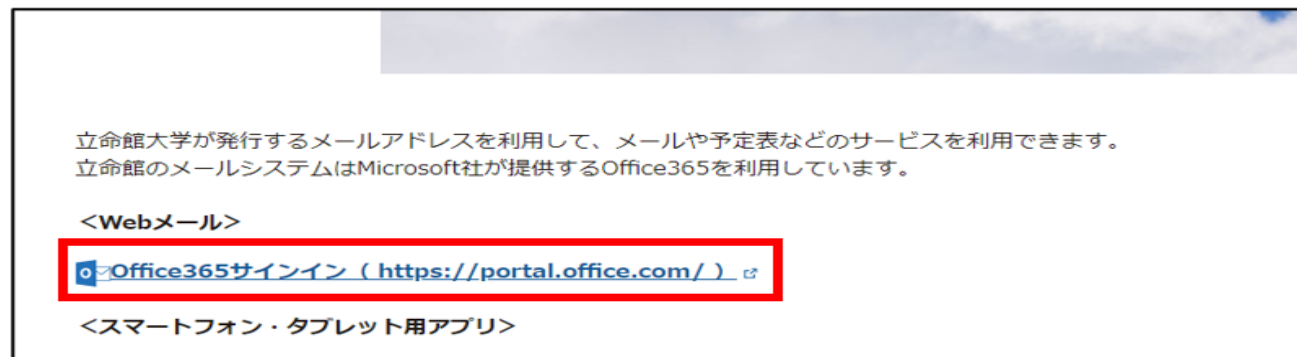 立命館大学が発行するメールアドレスを利用して、メールや予定表などのサービスを利用できます。
立命館のメールシステムはMicrosoft社が提供するOffice365を利用しています。
<Webメール>
Office365サインイン ( https://portal.office.com/ )
<スマートフォン・タブレット用アプリ>